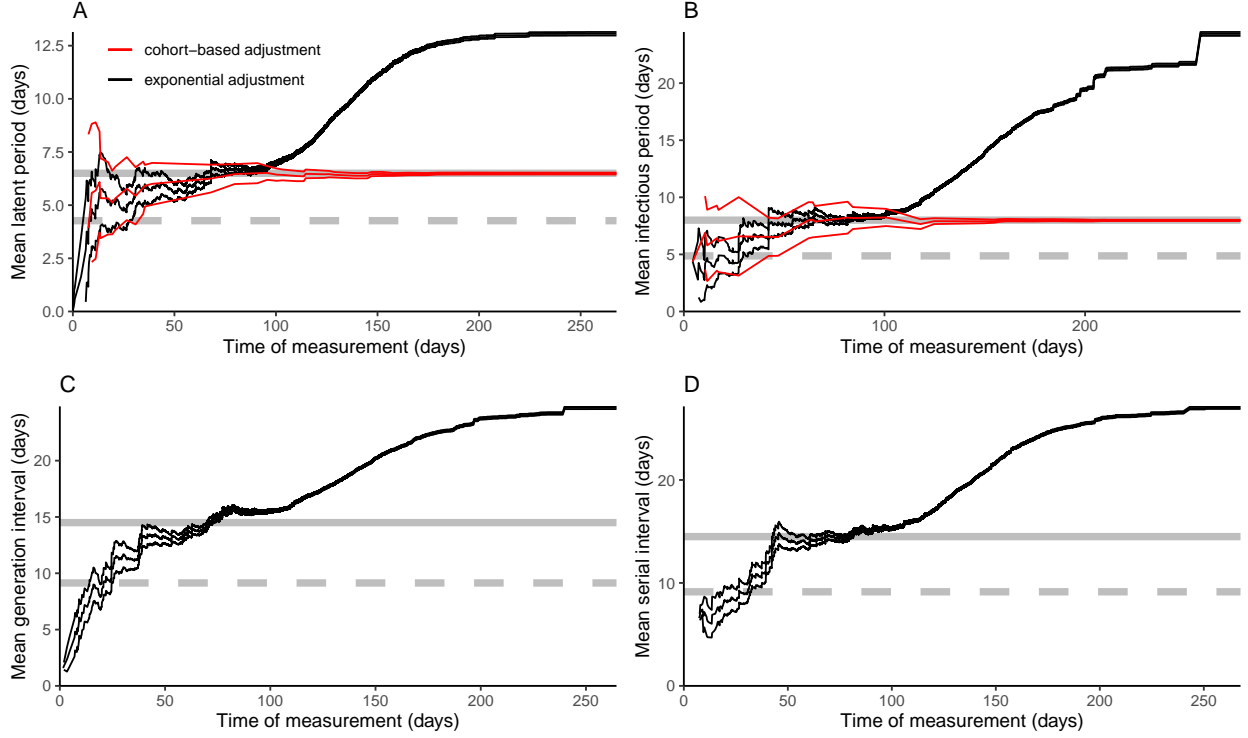 A
Mean latent period (days)
12.5
10.0
7.5
5.0
2.5
0.0
cohort−based adjustment
exponential adjustment
0 50 100 150 200 250
Time of measurement (days)
B
Mean infectious period (days)
20
15
10
5
0
0 100 200
Time of measurement (days)
C
Mean generation interval (days)
20
15
10
5
0
0 50 100 150 200 250
Time of measurement (days)
D
Mean serial interval (days)
20
10
0
0 50 100 150 200 250
Time of measurement (days)